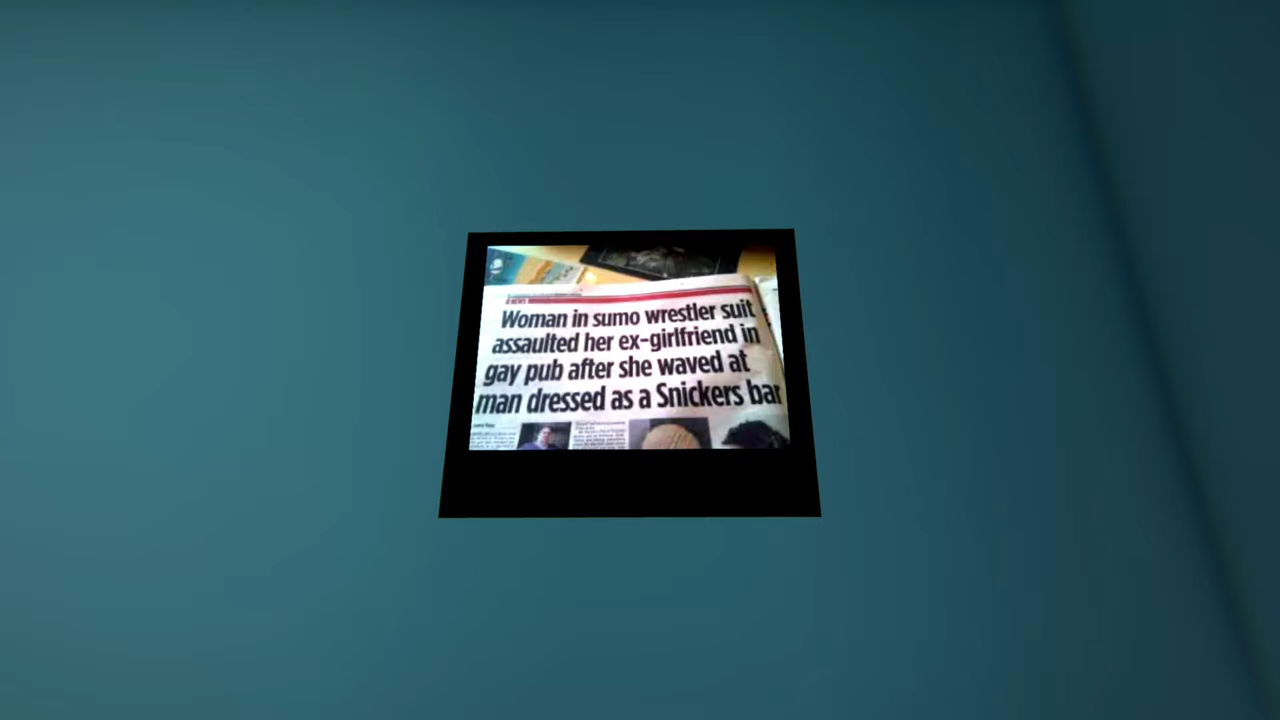 Woman in sumo wrestler suit
assaulted her ex-girlfriend in
gay pub after she waved at
man dressed as a Snickers bar